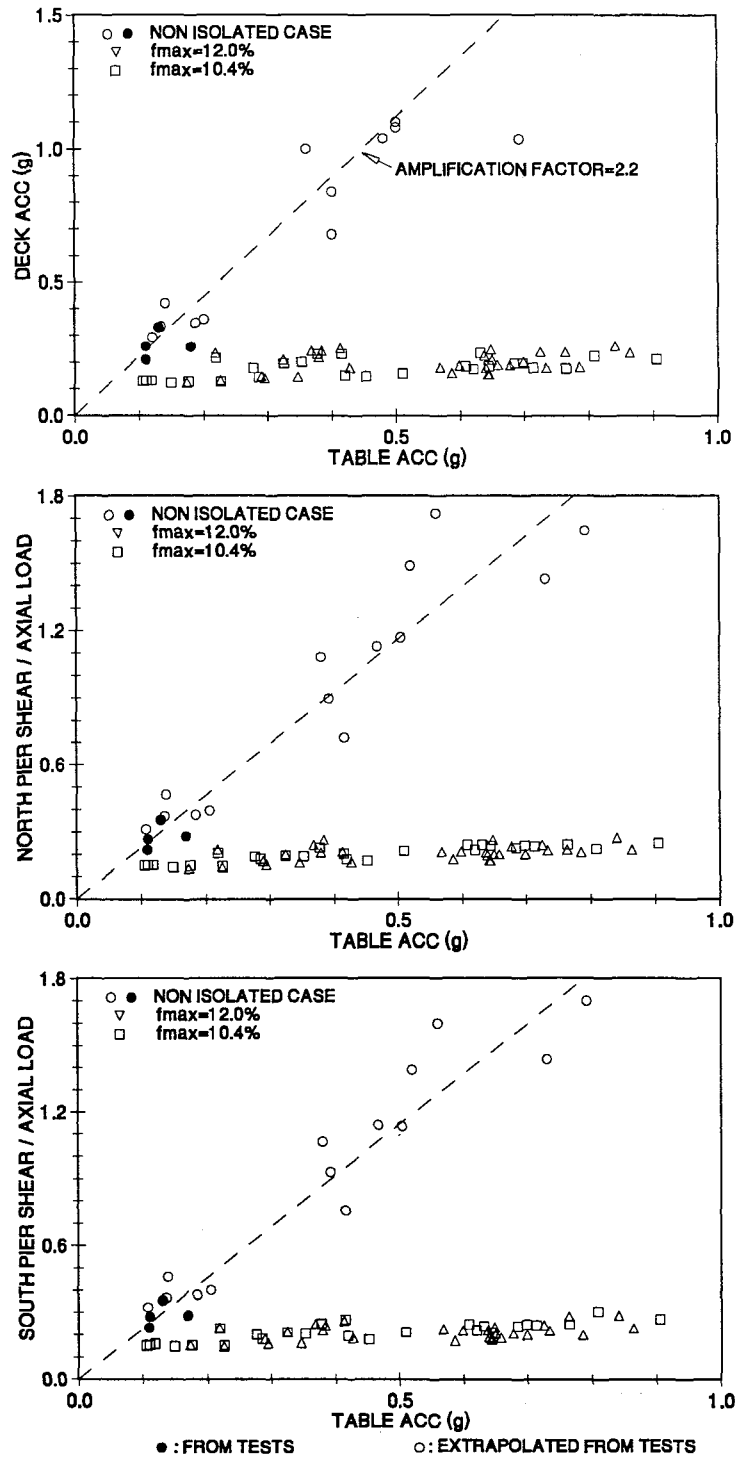 1.5
○ ● NON ISOLATED CASE
▽ fmax=12.0%
□ fmax=10.4%
1.0
AMPLIFICATION FACTOR=2.2
DECK ACC (g)
0.5
0.0
0.0 0.5 1.0
TABLE ACC (g)
1.8
○ ● NON ISOLATED CASE
▽ fmax=12.0%
□ fmax=10.4%
1.2
NORTH PIER SHEAR / AXIAL LOAD
0.6
0.0
0.0 0.5 1.0
TABLE ACC (g)
1.8
○ ● NON ISOLATED CASE
▽ fmax=12.0%
□ fmax=10.4%
1.2
SOUTH PIER SHEAR / AXIAL LOAD
0.6
0.0
0.0 0.5 1.0
TABLE ACC (g)
● : FROM TESTS ○ : EXTRAPOLATED FROM TESTS